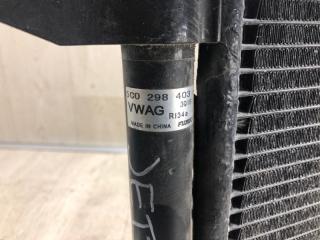 5C0 298 403
VWAG R134a
MADE IN CHINA
JET